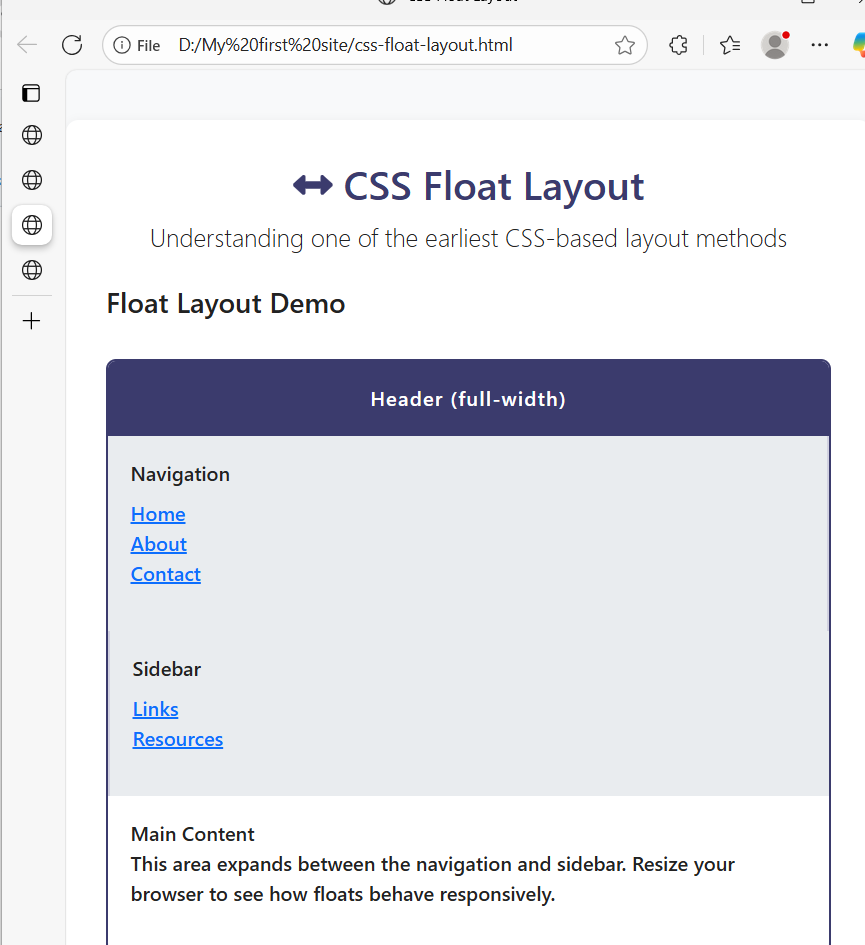 File D:/My%20first%20site/css-float-layout.html
CSS Float Layout
Understanding one of the earliest CSS-based layout methods
Float Layout Demo
Header (full-width)
Navigation
Home
About
Contact
Sidebar
Links
Resources
Main Content
This area expands between the navigation and sidebar. Resize your
browser to see how floats behave responsively.